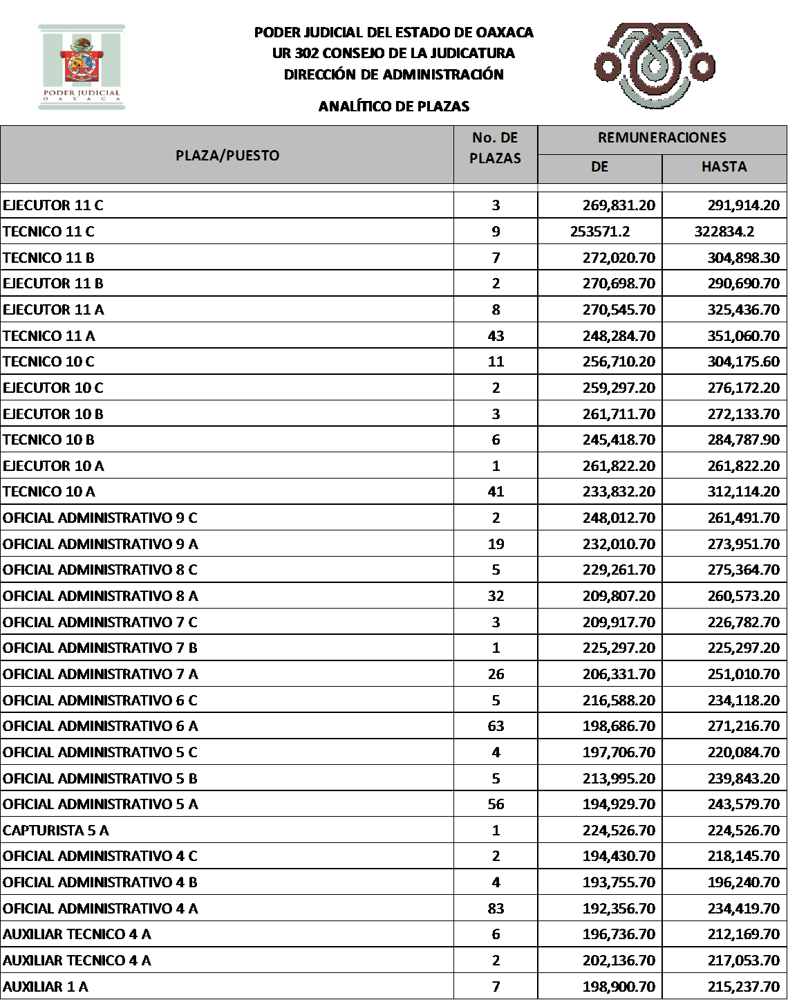 PODER JUDICIAL DEL ESTADO DE OAXACA
UR 302 CONSEJO DE LA JUDICATURA
DIRECCIÓN DE ADMINISTRACIÓN
PODER JUDICIAL
OAXACA
ANALÍTICO DE PLAZAS
PLAZA/PUESTO No. DE PLAZAS REMUNERACIONES
DE HASTA
EJECUTOR 11 C 3 269,831.20 291,914.20
TECNICO 11 C 9 253571.2 322834.2
TECNICO 11 B 7 272,020.70 304,898.30
EJECUTOR 11 B 2 270,698.70 290,690.70
EJECUTOR 11 A 8 270,545.70 325,436.70
TECNICO 11 A 43 248,284.70 351,060.70
TECNICO 10 C 11 256,710.20 304,175.60
EJECUTOR 10 C 2 259,297.20 276,172.20
EJECUTOR 10 B 3 261,711.70 272,133.70
TECNICO 10 B 6 245,418.70 284,787.90
EJECUTOR 10 A 1 261,822.20 261,822.20
TECNICO 10 A 41 233,832.20 312,114.20
OFICIAL ADMINISTRATIVO 9 C 2 248,012.70 261,491.70
OFICIAL ADMINISTRATIVO 9 A 19 232,010.70 273,951.70
OFICIAL ADMINISTRATIVO 8 C 5 229,261.70 275,364.70
OFICIAL ADMINISTRATIVO 8 A 32 209,807.20 260,573.20
OFICIAL ADMINISTRATIVO 7 C 3 209,917.70 226,782.70
OFICIAL ADMINISTRATIVO 7 B 1 225,297.20 225,297.20
OFICIAL ADMINISTRATIVO 7 A 26 206,331.70 251,010.70
OFICIAL ADMINISTRATIVO 6 C 5 216,588.20 234,118.20
OFICIAL ADMINISTRATIVO 6 A 63 198,686.70 271,216.70
OFICIAL ADMINISTRATIVO 5 C 4 197,706.70 220,084.70
OFICIAL ADMINISTRATIVO 5 B 5 213,995.20 239,843.20
OFICIAL ADMINISTRATIVO 5 A 56 194,929.70 243,579.70
CAPTURISTA 5 A 1 224,526.70 224,526.70
OFICIAL ADMINISTRATIVO 4 C 2 194,430.70 218,145.70
OFICIAL ADMINISTRATIVO 4 B 4 193,755.70 196,240.70
OFICIAL ADMINISTRATIVO 4 A 83 192,356.70 234,419.70
AUXILIAR TECNICO 4 A 6 196,736.70 212,169.70
AUXILIAR TECNICO 4 A 2 202,136.70 217,053.70
AUXILIAR 1 A 7 198,900.70 215,237.70